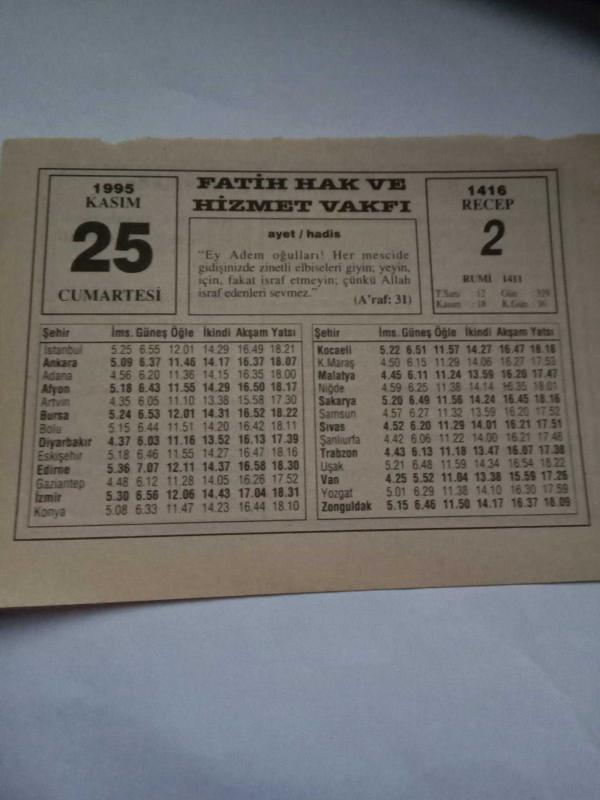 1995
KASIM
25
CUMARTESİ
FATİH HAK VE
HİZMET VAKFI
ayet / hadis
“Ey Adem oğulları! Her mescide
gidişinizde zinetli elbiseleri giyin; yeyin,
için, fakat israf etmeyin; çünkü Allah
israf edenleri sevmez.”
(A'raf: 31)
1416
RECEP
2
RUMİ 1411
T.Sani : 12 Gün : 329
Kasım : 18 K.Gün : 36
Şehir İms. Güneş Öğle İkindi Akşam Yatsı
İstanbul 5.25 6.55 12.01 14.29 16.49 18.21
Ankara 5.09 6.37 11.46 14.17 16.37 18.07
Adana 4.56 6.20 11.36 14.15 16.35 18.00
Afyon 5.18 6.43 11.55 14.29 16.50 18.17
Artvin 4.35 6.05 11.10 13.38 15.58 17.30
Bursa 5.24 6.53 12.01 14.31 16.52 18.22
Bolu 5.15 6.44 11.51 14.20 16.42 18.11
Diyarbakır 4.37 6.03 11.16 13.52 16.13 17.39
Eskişehir 5.18 6.46 11.55 14.27 16.47 18.16
Edirne 5.36 7.07 12.11 14.37 16.58 18.30
Gaziantep 4.48 6.12 11.28 14.05 16.26 17.52
İzmir 5.30 6.56 12.06 14.43 17.04 18.31
Konya 5.08 6.33 11.47 14.23 16.44 18.10
Şehir İms. Güneş Öğle İkindi Akşam Yatsı
Kocaeli 5.22 6.51 11.57 14.27 16.47 18.18
K.Maraş 4.50 6.15 11.29 14.06 16.27 17.53
Malatya 4.45 6.11 11.24 13.59 16.20 17.47
Niğde 4.59 6.25 11.38 14.14 16.35 18.01
Sakarya 5.20 6.49 11.56 14.24 16.45 18.16
Samsun 4.57 6.27 11.32 13.59 16.20 17.52
Sıvas 4.52 6.20 11.29 14.01 16.21 17.51
Şanlıurfa 4.42 6.06 11.22 14.00 16.21 17.46
Trabzon 4.43 6.13 11.18 13.47 16.07 17.38
Uşak 5.21 6.48 11.59 14.34 16.54 18.22
Van 4.25 5.52 11.04 13.38 15.59 17.26
Yozgat 5.01 6.29 11.38 14.10 16.30 17.59
Zonguldak 5.15 6.46 11.50 14.17 16.37 18.09